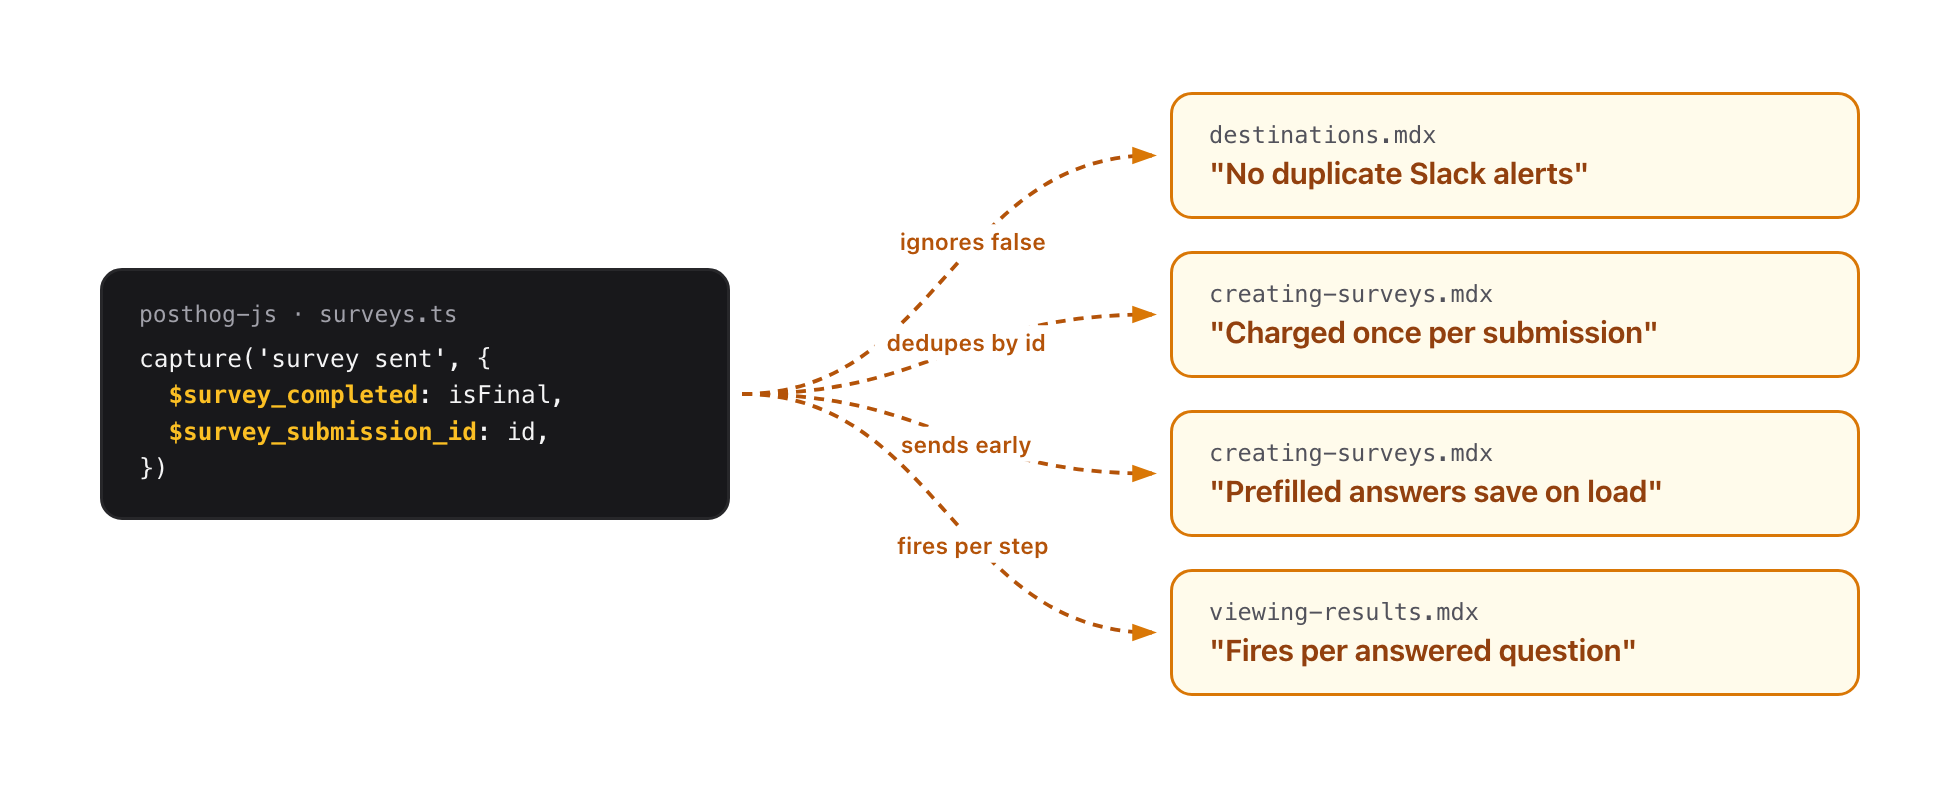 posthog-js · surveys.ts
capture('survey sent', {
  $survey_completed: isFinal,
  $survey_submission_id: id,
})
ignores false
dedupes by id
sends early
fires per step
destinations.mdx
"No duplicate Slack alerts"
creating-surveys.mdx
"Charged once per submission"
creating-surveys.mdx
"Prefilled answers save on load"
viewing-results.mdx
"Fires per answered question"